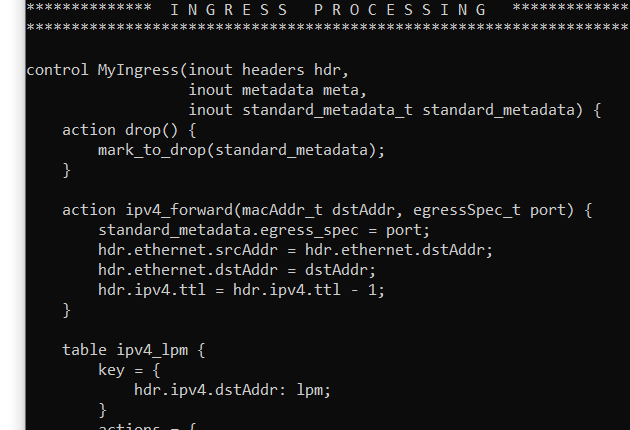 ************** I N G R E S S   P R O C E S S I N G   *************
*******************************************************************
control MyIngress(inout headers hdr,
                  inout metadata meta,
                  inout standard_metadata_t standard_metadata) {
    action drop() {
        mark_to_drop(standard_metadata);
    }
    action ipv4_forward(macAddr_t dstAddr, egressSpec_t port) {
        standard_metadata.egress_spec = port;
        hdr.ethernet.srcAddr = hdr.ethernet.dstAddr;
        hdr.ethernet.dstAddr = dstAddr;
        hdr.ipv4.ttl = hdr.ipv4.ttl - 1;
    }
    table ipv4_lpm {
        key = {
            hdr.ipv4.dstAddr: lpm;
        }
        actions = {